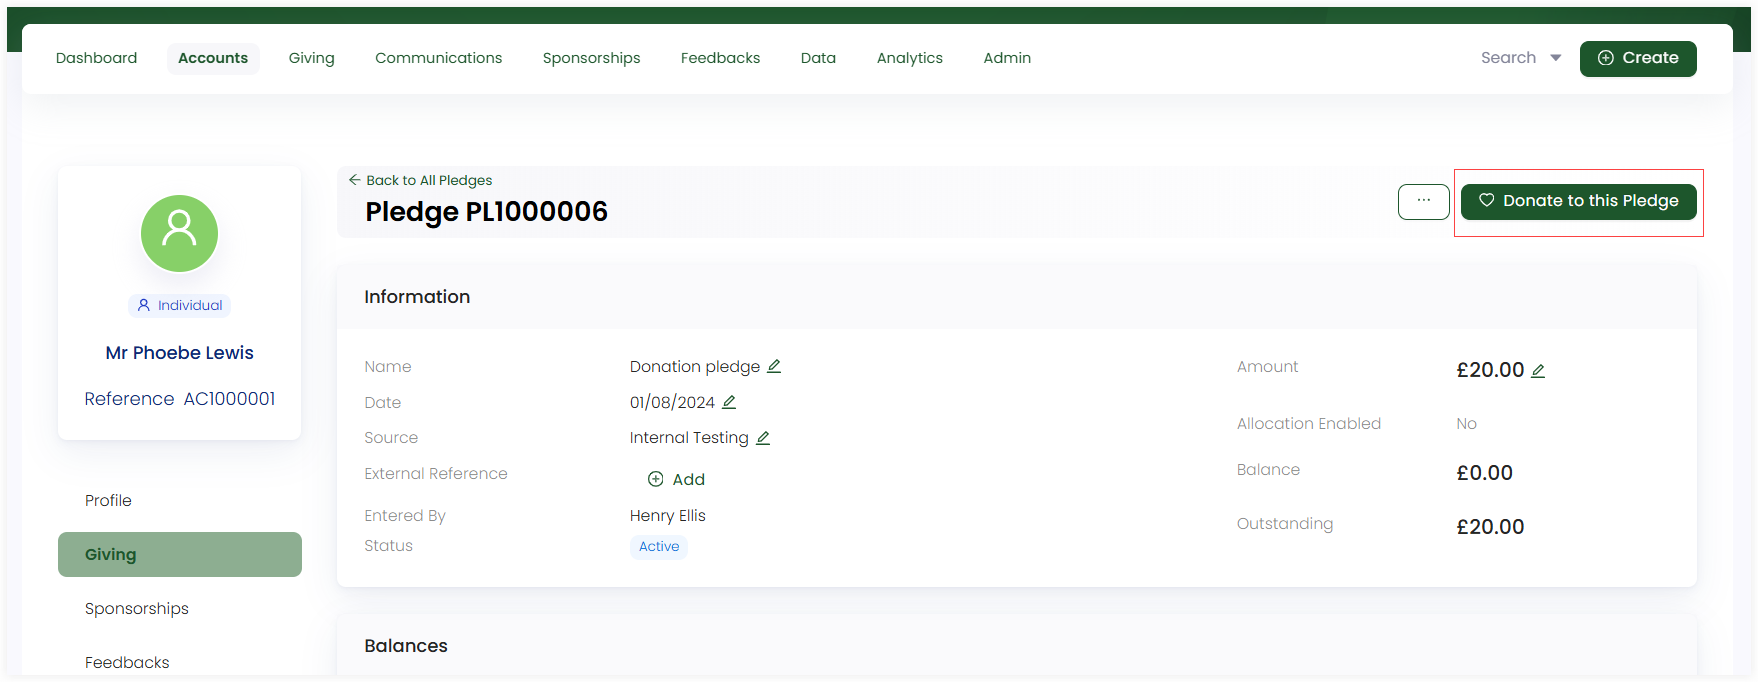 Dashboard Accounts Giving Communications Sponsorships Feedbacks Data Analytics Admin Search Create
Individual
Mr Phoebe Lewis
Reference AC1000001
Profile
Giving
Sponsorships
Feedbacks
Back to All Pledges
Pledge PL1000006
... Donate to this Pledge
Information
Name Donation pledge
Date 01/08/2024
Source Internal Testing
External Reference Add
Entered By Henry Ellis
Status Active
Amount £20.00
Allocation Enabled No
Balance £0.00
Outstanding £20.00
Balances